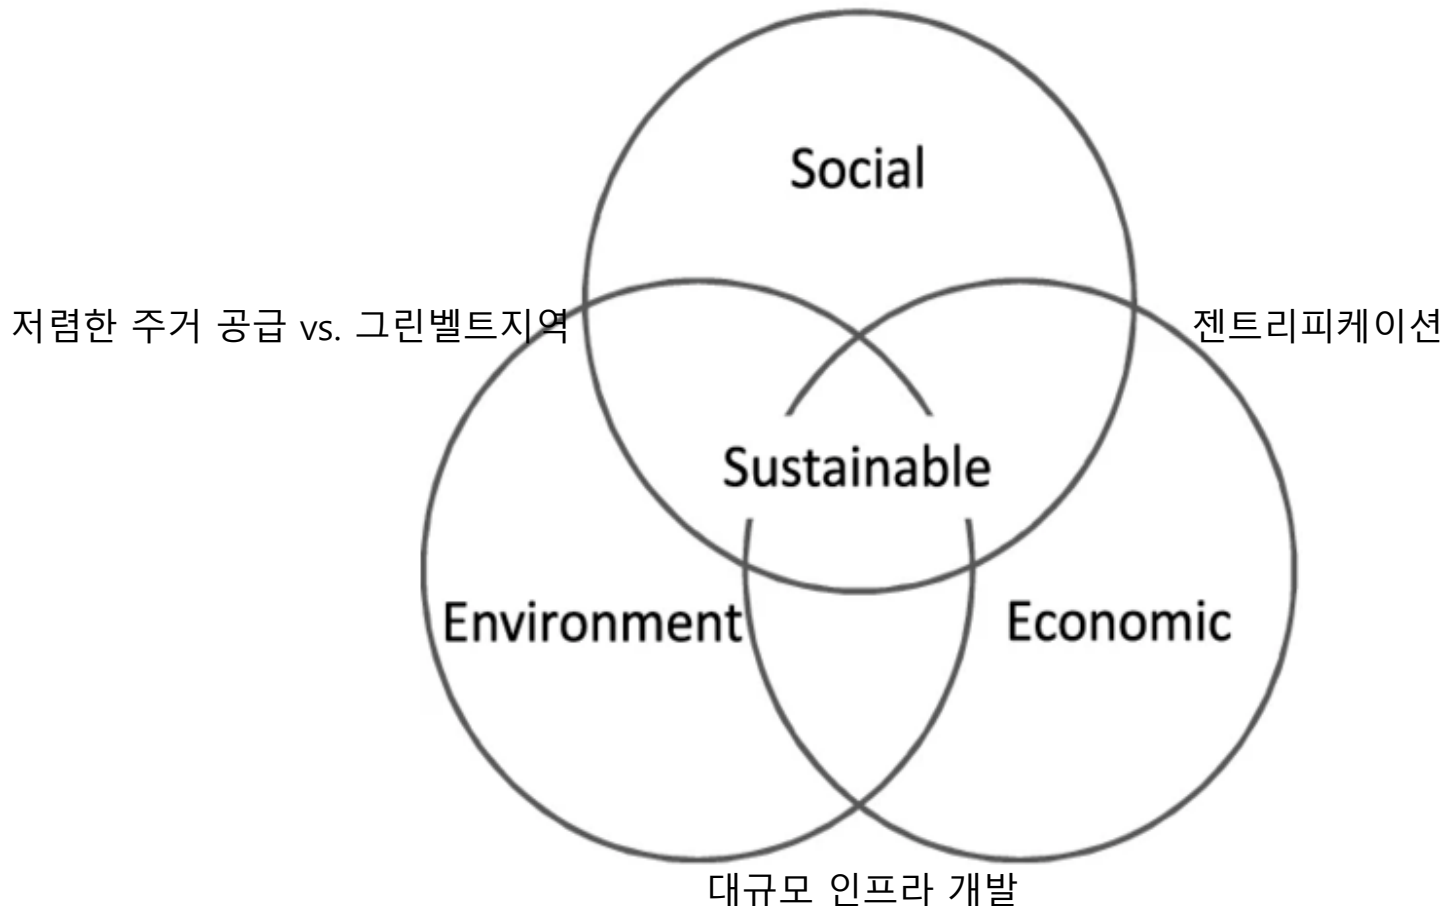 Social
저렴한 주거 공급 vs. 그린벨트지역
젠트리피케이션
Sustainable
Environment
Economic
대규모 인프라 개발